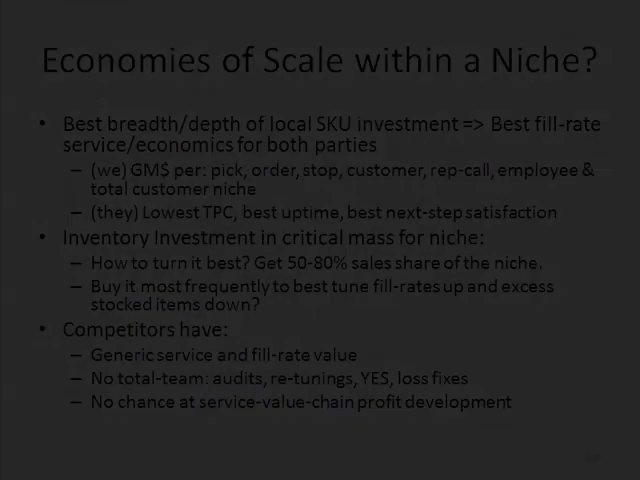 Economies of Scale within a Niche?
• Best breadth/depth of local SKU investment => Best fill-rate
service/economics for both parties
– (we) GM$ per: pick, order, stop, customer, rep-call, employee &
total customer niche
– (they) Lowest TPC, best uptime, best next-step satisfaction
• Inventory Investment in critical mass for niche:
– How to turn it best? Get 50-80% sales share of the niche.
– Buy it most frequently to best tune fill-rates up and excess
stocked items down?
• Competitors have:
– Generic service and fill-rate value
– No total-team: audits, re-tunings, YES, loss fixes
– No chance at service-value-chain profit development